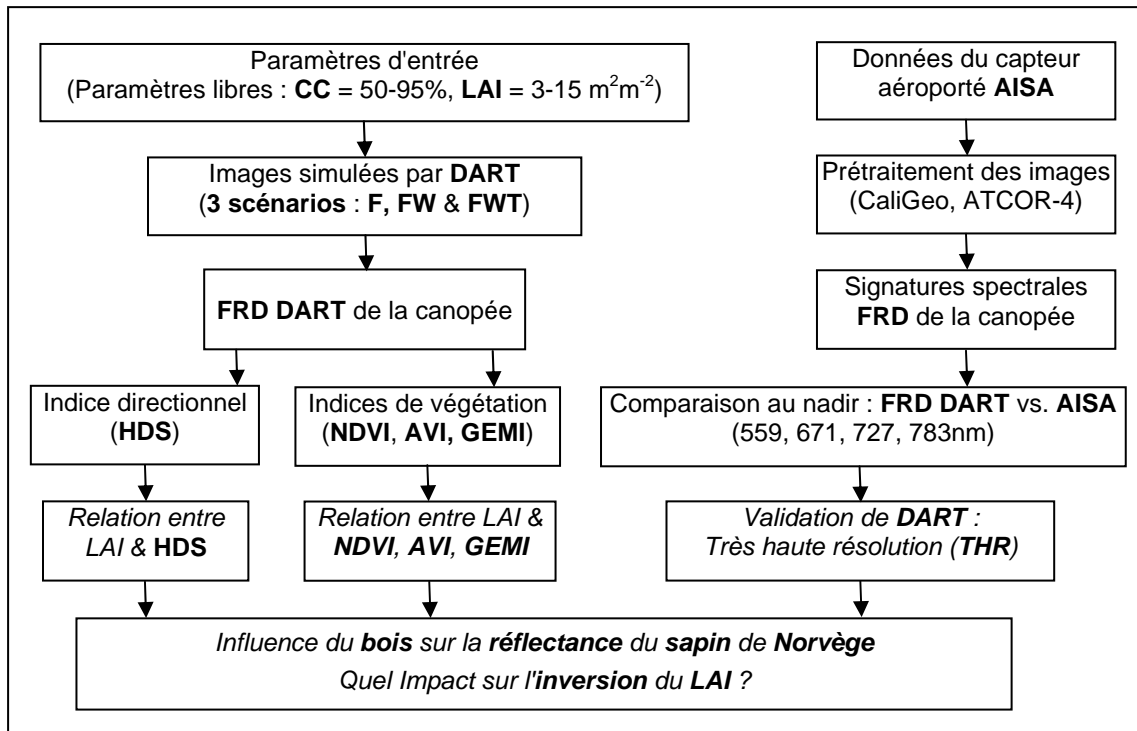 Paramètres d'entrée
(Paramètres libres : CC = 50-95%, LAI = 3-15 m²m⁻²)
Images simulées par DART
(3 scénarios : F, FW & FWT)
FRD DART de la canopée
Indice directionnel
(HDS)
Indices de végétation
(NDVI, AVI, GEMI)
Relation entre
LAI & HDS
Relation entre LAI &
NDVI, AVI, GEMI
Données du capteur
aéroporté AISA
Prétraitement des images
(CaliGeo, ATCOR-4)
Signatures spectrales
FRD de la canopée
Comparaison au nadir : FRD DART vs. AISA
(559, 671, 727, 783nm)
Validation de DART :
Très haute résolution (THR)
Influence du bois sur la réflectance du sapin de Norvège
Quel Impact sur l'inversion du LAI ?